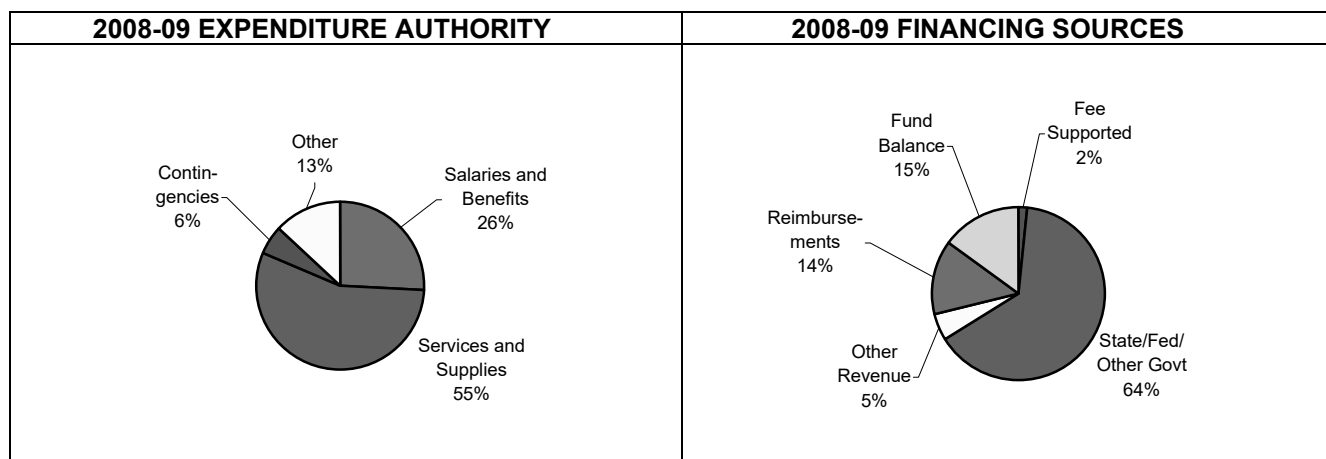 2008-09 EXPENDITURE AUTHORITY
Other
13%
Contin-
gencies
6%
Salaries and
Benefits
26%
Services and
Supplies
55%
2008-09 FINANCING SOURCES
Fund
Balance
15%
Fee
Supported
2%
Reimburse-
ments
14%
Other
Revenue
5%
State/Fed/
Other Govt
64%